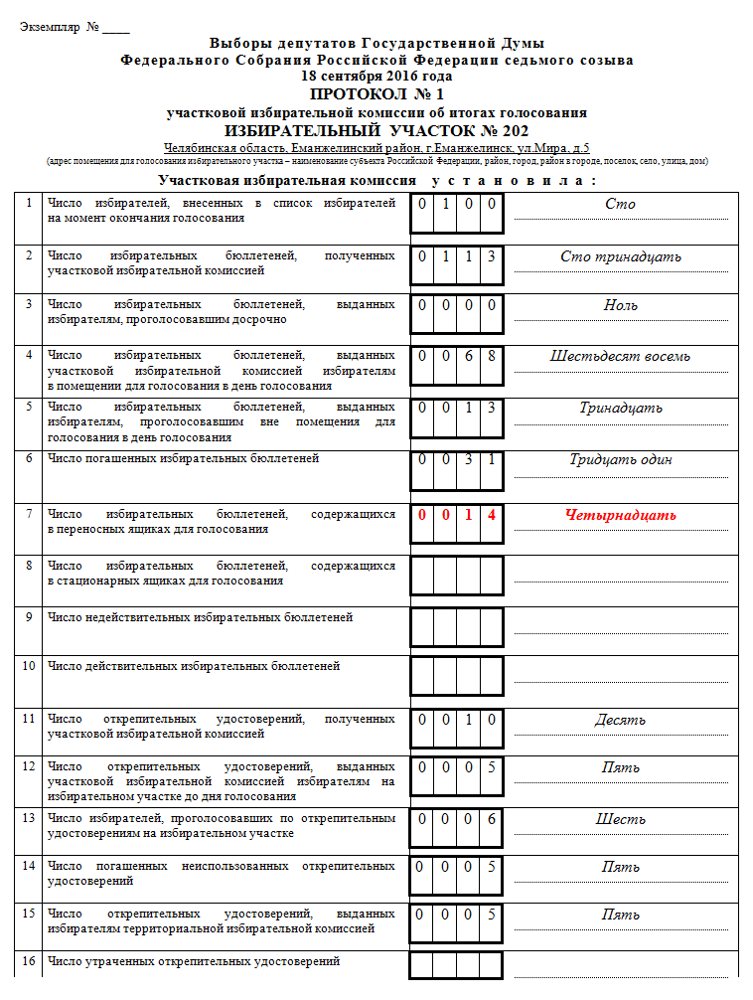 Экземпляр № ____
Выборы депутатов Государственной Думы
Федерального Собрания Российской Федерации седьмого созыва
18 сентября 2016 года
ПРОТОКОЛ № 1
участковой избирательной комиссии об итогах голосования
ИЗБИРАТЕЛЬНЫЙ УЧАСТОК № 202
Челябинская область, Еманжелинский район, г.Еманжелинск, ул.Мира, д.5
(адрес помещения для голосования избирательного участка – наименование субъекта Российской Федерации, район, город, район в городе, поселок, село, улица, дом)
Участковая избирательная комиссия у с т а н о в и л а :
1 Число избирателей, внесенных в список избирателей 0 1 0 0 Сто
на момент окончания голосования
2 Число избирательных бюллетеней, полученных 0 1 1 3 Сто тринадцать
участковой избирательной комиссией
3 Число избирательных бюллетеней, выданных 0 0 0 0 Ноль
избирателям, проголосовавшим досрочно
4 Число избирательных бюллетеней, выданных 0 0 6 8 Шестьдесят восемь
участковой избирательной комиссией избирателям
в помещении для голосования в день голосования
5 Число избирательных бюллетеней, выданных 0 0 1 3 Тринадцать
избирателям, проголосовавшим вне помещения для
голосования в день голосования
6 Число погашенных избирательных бюллетеней 0 0 3 1 Тридцать один
7 Число избирательных бюллетеней, содержащихся 0 0 1 4 Четырнадцать
в переносных ящиках для голосования
8 Число избирательных бюллетеней, содержащихся
в стационарных ящиках для голосования
9 Число недействительных избирательных бюллетеней
10 Число действительных избирательных бюллетеней
11 Число открепительных удостоверений, полученных 0 0 1 0 Десять
участковой избирательной комиссией
12 Число открепительных удостоверений, выданных 0 0 0 5 Пять
участковой избирательной комиссией избирателям на
избирательном участке до дня голосования
13 Число избирателей, проголосовавших по открепительным 0 0 0 6 Шесть
удостоверениям на избирательном участке
14 Число погашенных неиспользованных открепительных 0 0 0 5 Пять
удостоверений
15 Число открепительных удостоверений, выданных 0 0 0 5 Пять
избирателям территориальной избирательной комиссией
16 Число утраченных открепительных удостоверений